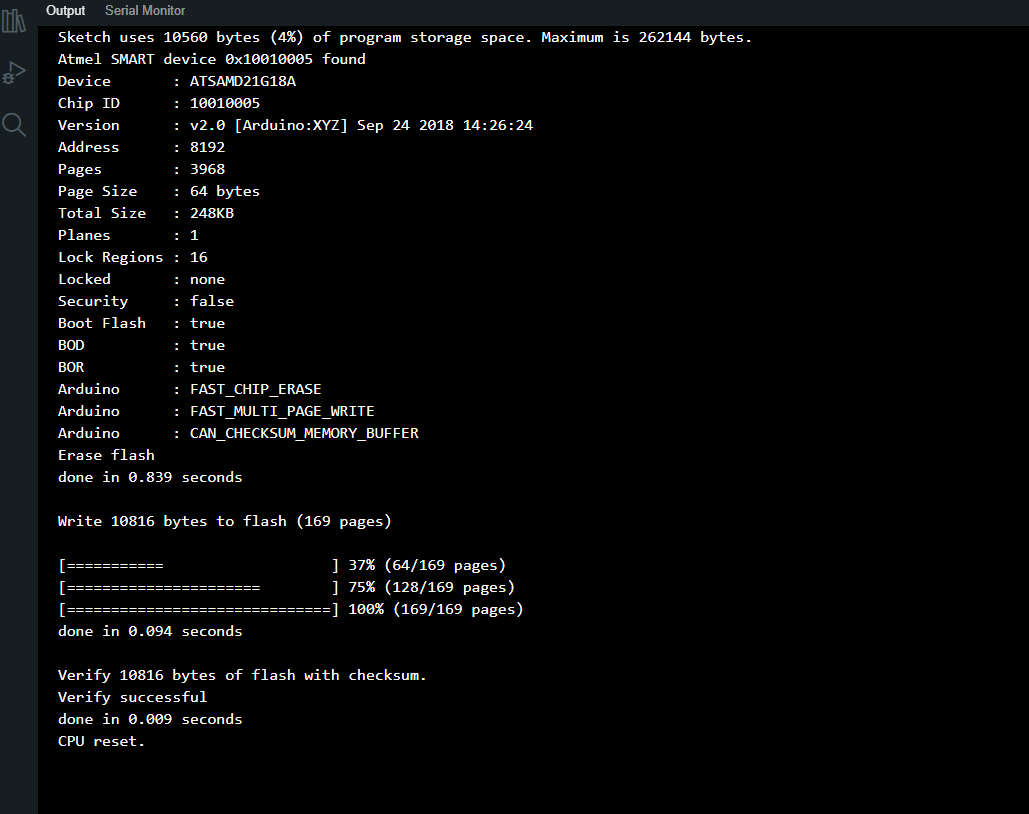 Output Serial Monitor
Sketch uses 10560 bytes (4%) of program storage space. Maximum is 262144 bytes.
Atmel SMART device 0x10010005 found
Device       : ATSAMD21G18A
Chip ID      : 10010005
Version      : v2.0 [Arduino:XYZ] Sep 24 2018 14:26:24
Address      : 8192
Pages        : 3968
Page Size    : 64 bytes
Total Size   : 248KB
Planes       : 1
Lock Regions : 16
Locked       : none
Security     : false
Boot Flash   : true
BOD          : true
BOR          : true
Arduino      : FAST_CHIP_ERASE
Arduino      : FAST_MULTI_PAGE_WRITE
Arduino      : CAN_CHECKSUM_MEMORY_BUFFER
Erase flash
done in 0.839 seconds
Write 10816 bytes to flash (169 pages)
[===========                   ] 37% (64/169 pages)
[======================        ] 75% (128/169 pages)
[==============================] 100% (169/169 pages)
done in 0.094 seconds
Verify 10816 bytes of flash with checksum.
Verify successful
done in 0.009 seconds
CPU reset.